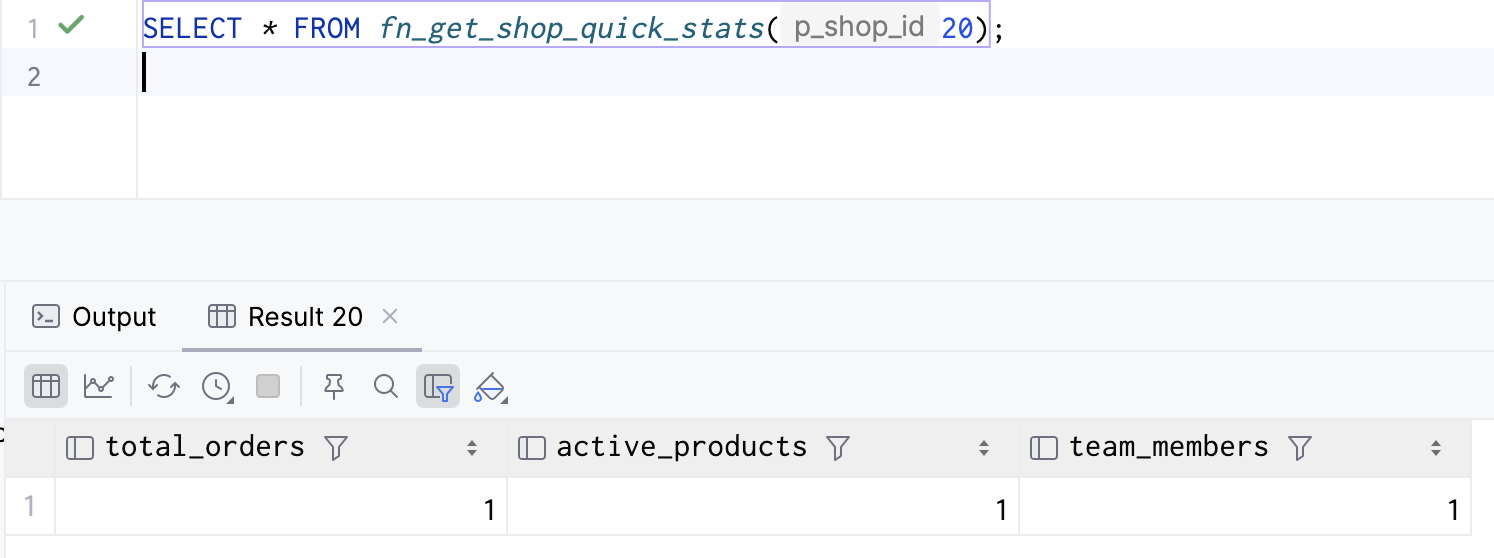 1 SELECT * FROM fn_get_shop_quick_stats( p_shop_id 20);
2
Output Result 20
total_orders active_products team_members
1 1 1 1